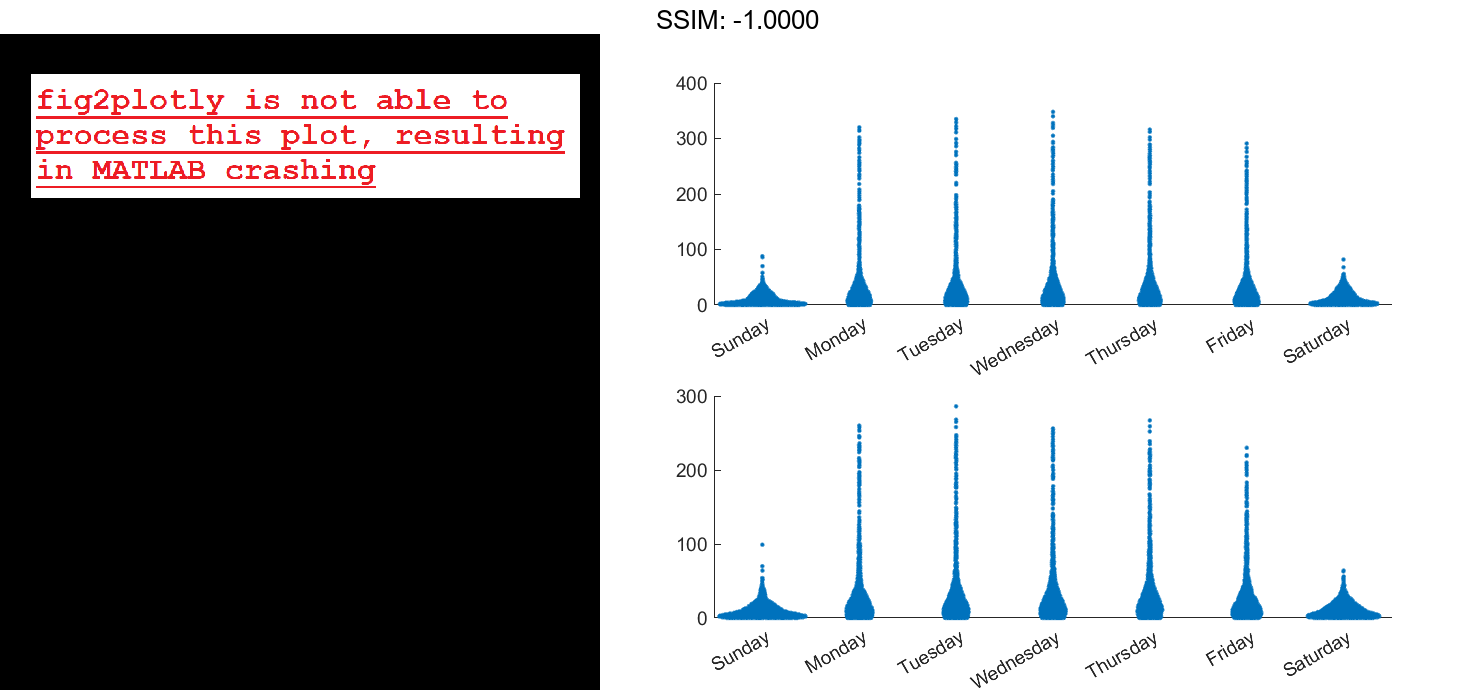 SSIM: -1.0000
fig2plotly is not able to
process this plot, resulting
in MATLAB crashing
400
300
200
100
0
Sunday
Monday
Tuesday
Wednesday
Thursday
Friday
Saturday
300
200
100
0
Sunday
Monday
Tuesday
Wednesday
Thursday
Friday
Saturday